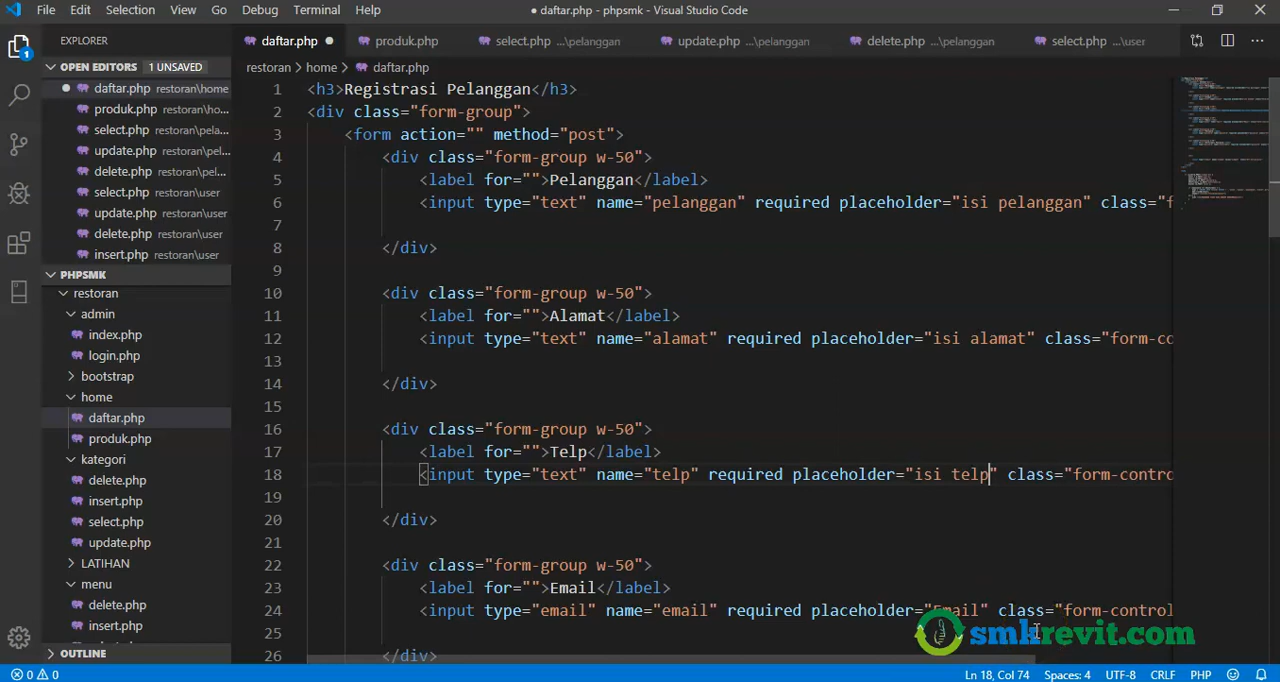 File Edit Selection View Go Debug Terminal Help
● daftar.php - phpsmk - Visual Studio Code
EXPLORER
OPEN EDITORS 1 UNSAVED
daftar.php restoran\home
produk.php restoran\ho...
select.php restoran\pela...
update.php restoran\pel...
delete.php restoran\pel...
select.php restoran\user
update.php restoran\user
delete.php restoran\user
insert.php restoran\user
PHPSMK
restoran
admin
index.php
login.php
bootstrap
home
daftar.php
produk.php
kategori
delete.php
insert.php
select.php
update.php
LATIHAN
menu
delete.php
insert.php
OUTLINE
daftar.php ● produk.php select.php ...\pelanggan update.php ...\pelanggan delete.php ...\pelanggan select.php ...\user
restoran > home > daftar.php
1 <h3>Registrasi Pelanggan</h3>
2 <div class="form-group">
3 <form action="" method="post">
4 <div class="form-group w-50">
5 <label for="">Pelanggan</label>
6 <input type="text" name="pelanggan" required placeholder="isi pelanggan" class="f
7
8 </div>
9
10 <div class="form-group w-50">
11 <label for="">Alamat</label>
12 <input type="text" name="alamat" required placeholder="isi alamat" class="form-co
13
14 </div>
15
16 <div class="form-group w-50">
17 <label for="">Telp</label>
18 <input type="text" name="telp" required placeholder="isi telp" class="form-contro
19
20 </div>
21
22 <div class="form-group w-50">
23 <label for="">Email</label>
24 <input type="email" name="email" required placeholder="Email" class="form-control
25
26 </div>
smkrevit.com
0 0 Ln 18, Col 74 Spaces: 4 UTF-8 CRLF PHP